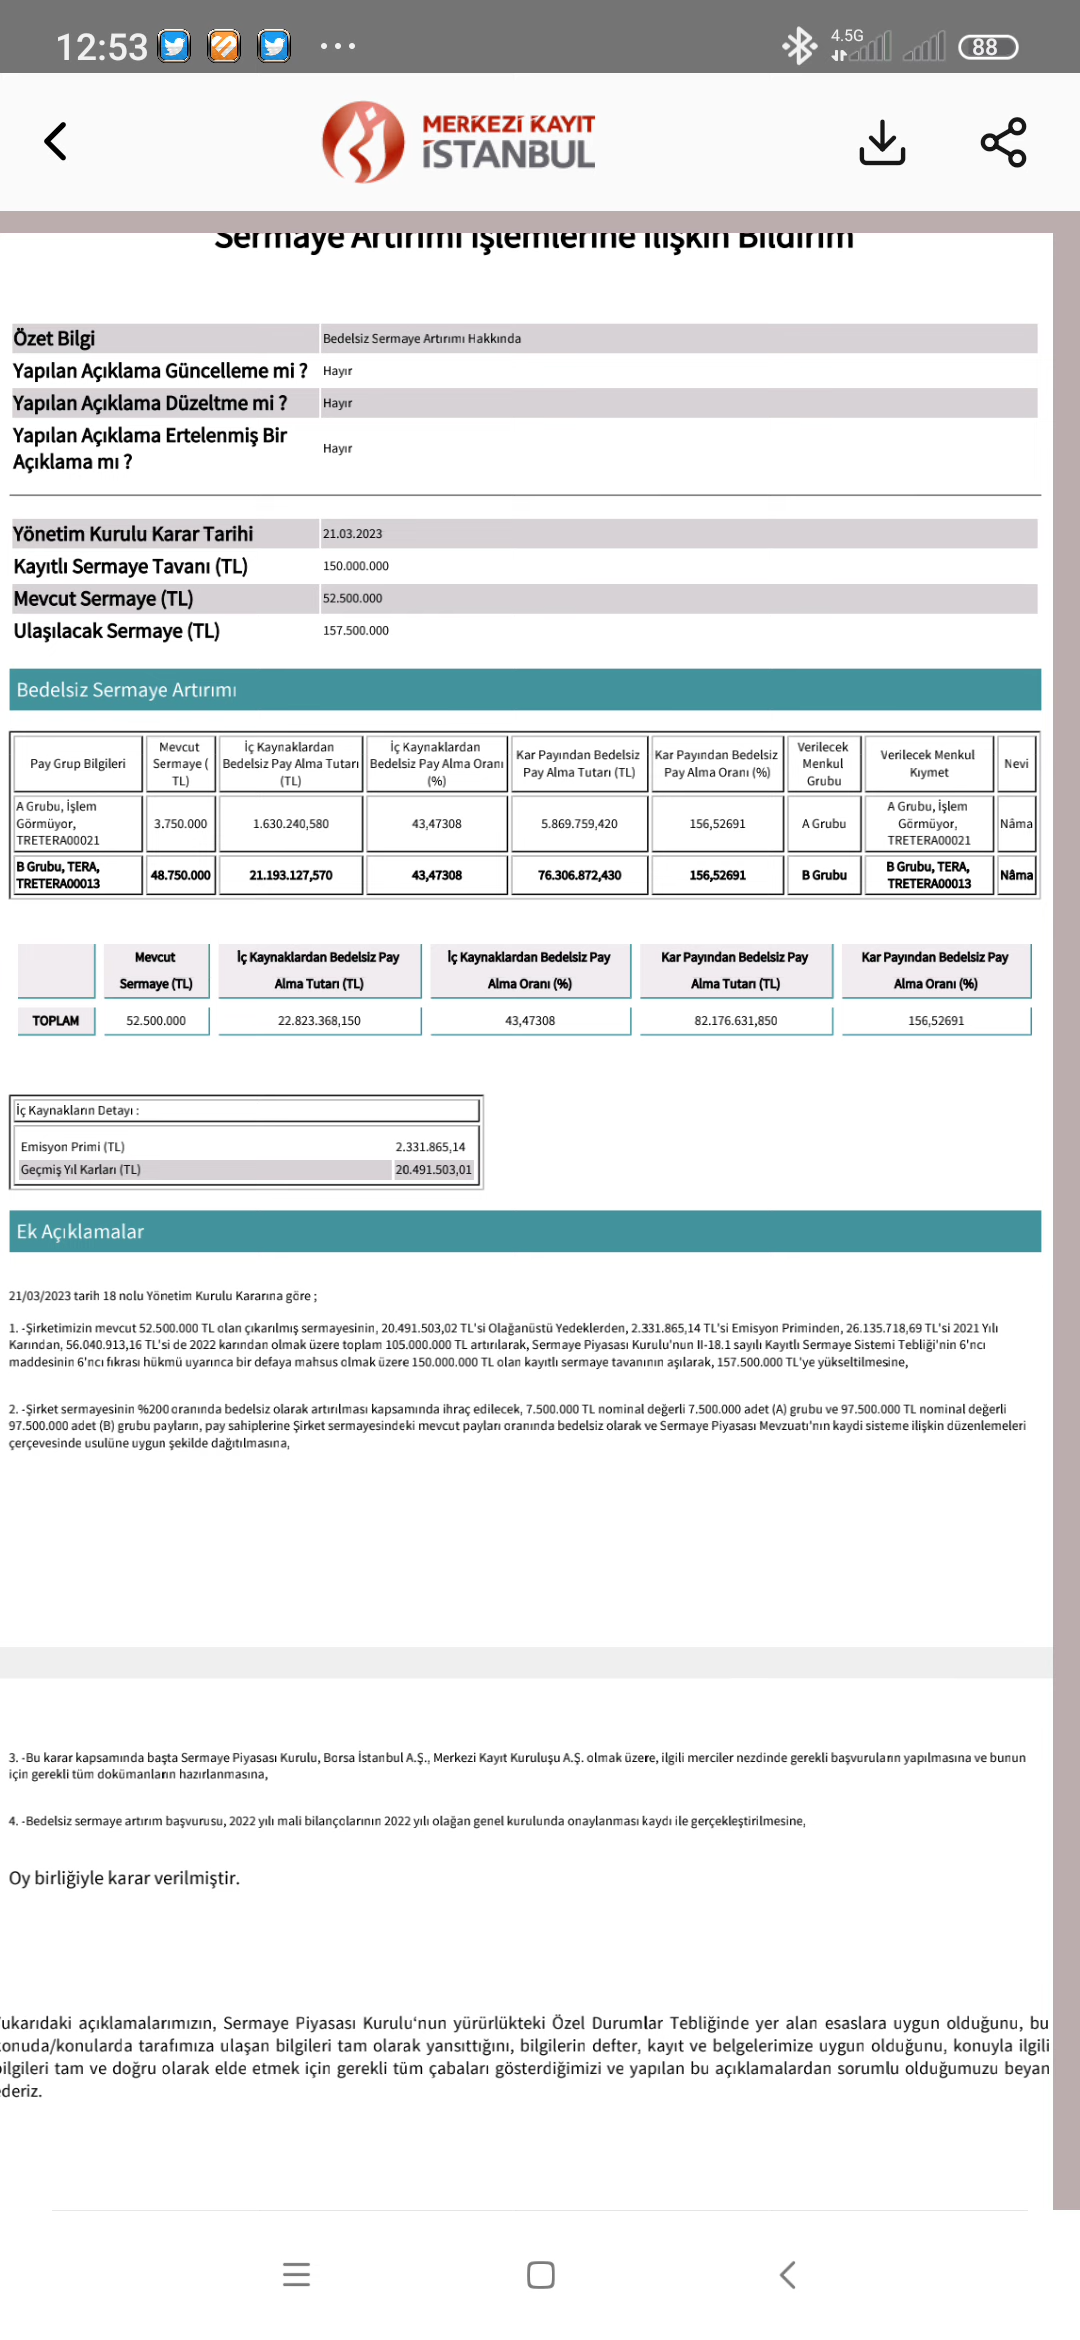 12:53
4.5G
88
MERKEZİ KAYIT
İSTANBUL
Sermaye Artırımı İşlemlerine İlişkin Bildirim
Özet Bilgi Bedelsiz Sermaye Artırımı Hakkında
Yapılan Açıklama Güncelleme mi ? Hayır
Yapılan Açıklama Düzeltme mi ? Hayır
Yapılan Açıklama Ertelenmiş Bir
Açıklama mı ? Hayır
Yönetim Kurulu Karar Tarihi 21.03.2023
Kayıtlı Sermaye Tavanı (TL) 150.000.000
Mevcut Sermaye (TL) 52.500.000
Ulaşılacak Sermaye (TL) 157.500.000
Bedelsiz Sermaye Artırımı
Pay Grup Bilgileri Mevcut Sermaye ( TL) İç Kaynaklardan Bedelsiz Pay Alma Tutarı (TL) İç Kaynaklardan Bedelsiz Pay Alma Oranı (%) Kar Payından Bedelsiz Pay Alma Tutarı (TL) Kar Payından Bedelsiz Pay Alma Oranı (%) Verilecek Menkul Grubu Verilecek Menkul Kıymet Nevi
A Grubu, İşlem Görmüyor, TRETERA00021 3.750.000 1.630.240,580 43,47308 5.869.759,420 156,52691 A Grubu A Grubu, İşlem Görmüyor, TRETERA00021 Nâma
B Grubu, TERA, TRETERA00013 48.750.000 21.193.127,570 43,47308 76.306.872,430 156,52691 B Grubu B Grubu, TERA, TRETERA00013 Nâma
Mevcut Sermaye (TL) İç Kaynaklardan Bedelsiz Pay Alma Tutarı (TL) İç Kaynaklardan Bedelsiz Pay Alma Oranı (%) Kar Payından Bedelsiz Pay Alma Tutarı (TL) Kar Payından Bedelsiz Pay Alma Oranı (%)
TOPLAM 52.500.000 22.823.368,150 43,47308 82.176.631,850 156,52691
İç Kaynakların Detayı :
Emisyon Primi (TL) 2.331.865,14
Geçmiş Yıl Karları (TL) 20.491.503,01
Ek Açıklamalar
21/03/2023 tarih 18 nolu Yönetim Kurulu Kararına göre ;
1. -Şirketimizin mevcut 52.500.000 TL olan çıkarılmış sermayesinin, 20.491.503,02 TL'si Olağanüstü Yedeklerden, 2.331.865,14 TL'si Emisyon Priminden, 26.135.718,69 TL'si 2021 Yılı
Karından, 56.040.913,16 TL'si de 2022 karından olmak üzere toplam 105.000.000 TL artırılarak, Sermaye Piyasası Kurulu'nun II-18.1 sayılı Kayıtlı Sermaye Sistemi Tebliği'nin 6'ncı
maddesinin 6'ncı fıkrası hükmü uyarınca bir defaya mahsus olmak üzere 150.000.000 TL olan kayıtlı sermaye tavanının aşılarak, 157.500.000 TL'ye yükseltilmesine,
2. -Şirket sermayesinin %200 oranında bedelsiz olarak artırılması kapsamında ihraç edilecek, 7.500.000 TL nominal değerli 7.500.000 adet (A) grubu ve 97.500.000 TL nominal değerli
97.500.000 adet (B) grubu payların, pay sahiplerine Şirket sermayesindeki mevcut payları oranında bedelsiz olarak ve Sermaye Piyasası Mevzuatı'nın kaydi sisteme ilişkin düzenlemeleri
çerçevesinde usulüne uygun şekilde dağıtılmasına,
3. -Bu karar kapsamında başta Sermaye Piyasası Kurulu, Borsa İstanbul A.Ş., Merkezi Kayıt Kuruluşu A.Ş. olmak üzere, ilgili merciler nezdinde gerekli başvuruların yapılmasına ve bunun
için gerekli tüm dokümanların hazırlanmasına,
4. -Bedelsiz sermaye artırım başvurusu, 2022 yılı mali bilançolarının 2022 yılı olağan genel kurulunda onaylanması kaydı ile gerçekleştirilmesine,
Oy birliğiyle karar verilmiştir.
ukarıdaki açıklamalarımızın, Sermaye Piyasası Kurulu'nun yürürlükteki Özel Durumlar Tebliğinde yer alan esaslara uygun olduğunu, bu
onuda/konularda tarafımıza ulaşan bilgileri tam olarak yansıttığını, bilgilerin defter, kayıt ve belgelerimize uygun olduğunu, konuyla ilgili
ilgileri tam ve doğru olarak elde etmek için gerekli tüm çabaları gösterdiğimizi ve yapılan bu açıklamalardan sorumlu olduğumuzu beyan
deriz.